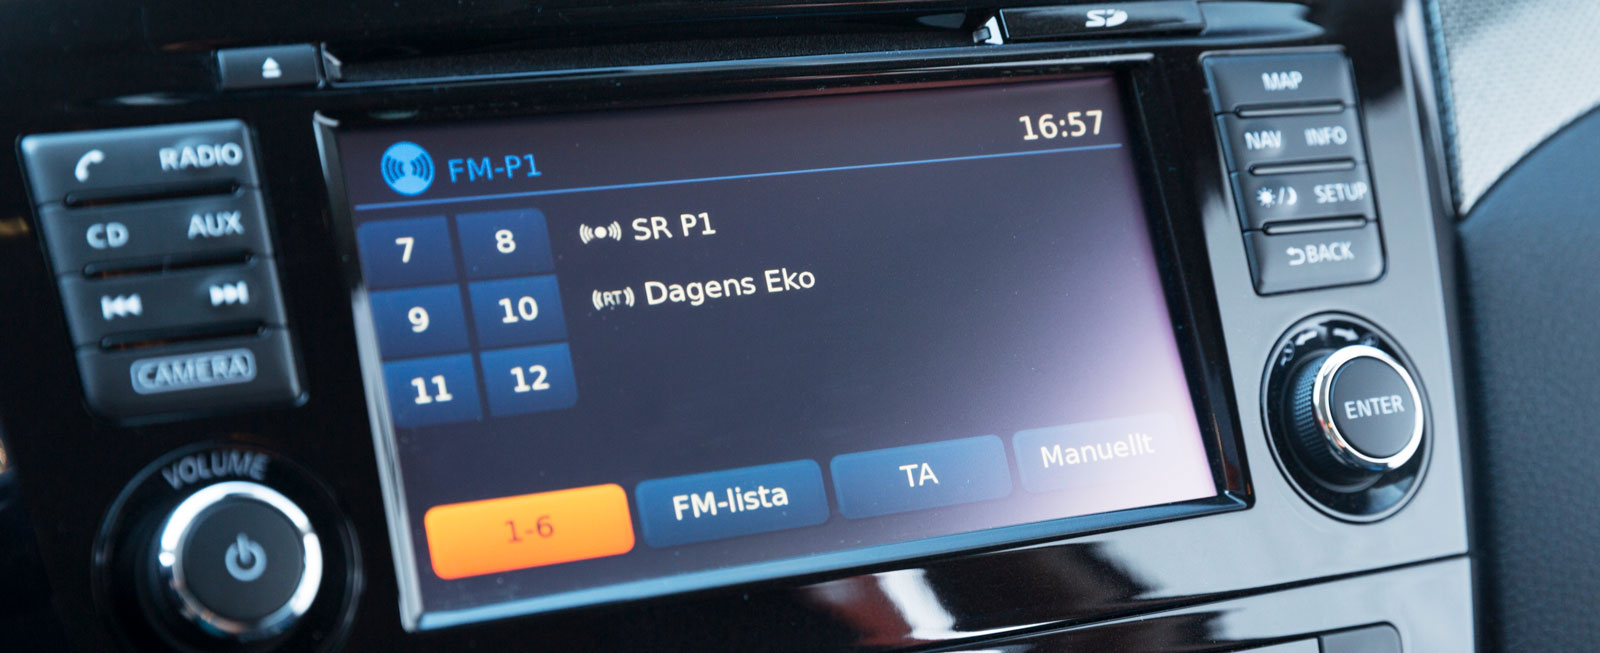 SD
MAP
RADIO
16:57
FM-P1
NAV INFO
CD AUX
7 8
SR P1
SETUP
9 10
RT Dagens Eko
BACK
CAMERA
11 12
ENTER
VOLUME
1-6 FM-lista TA Manuellt